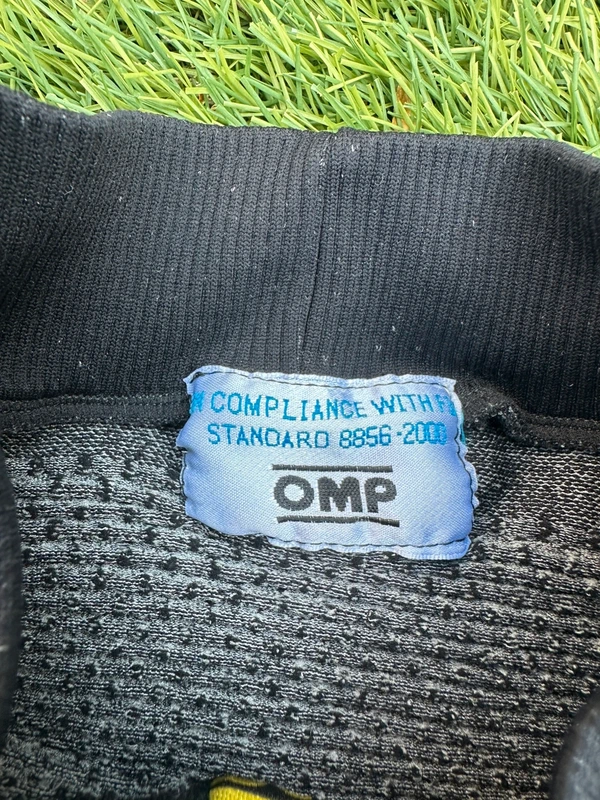 COMPLIANCE WITH
STANDARD 8856-2000
OMP